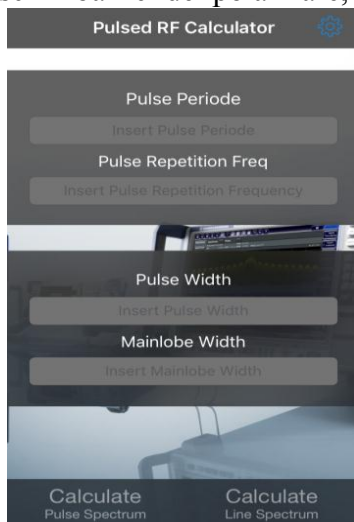 Pulsed RF Calculator
Pulse Periode
Insert Pulse Periode
Pulse Repetition Freq
Insert Pulse Repetition Frequency
Pulse Width
Insert Pulse Width
Mainlobe Width
Insert Mainlobe Width
Calculate Calculate
Pulse Spectrum Line Spectrum